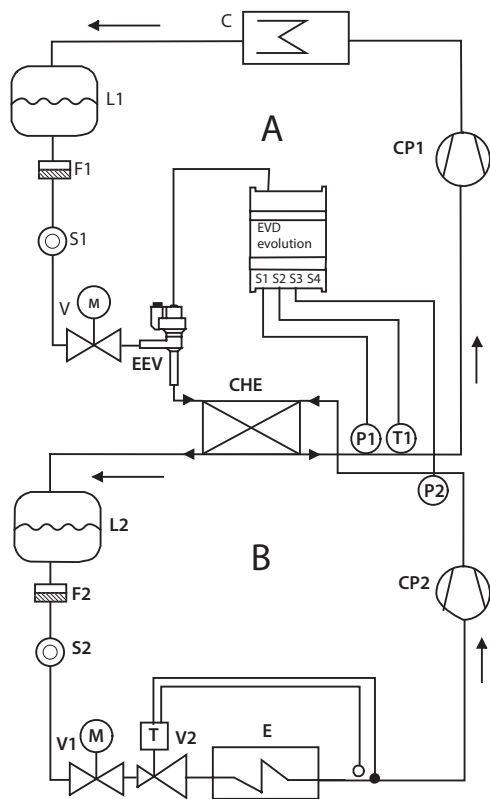 C
L1
A
CP1
F1
EVD
evolution
S1 S2 S3 S4
S1
V
M
EEV
CHE
P1
T1
P2
L2
B
CP2
F2
S2
M
V1
T
V2
E